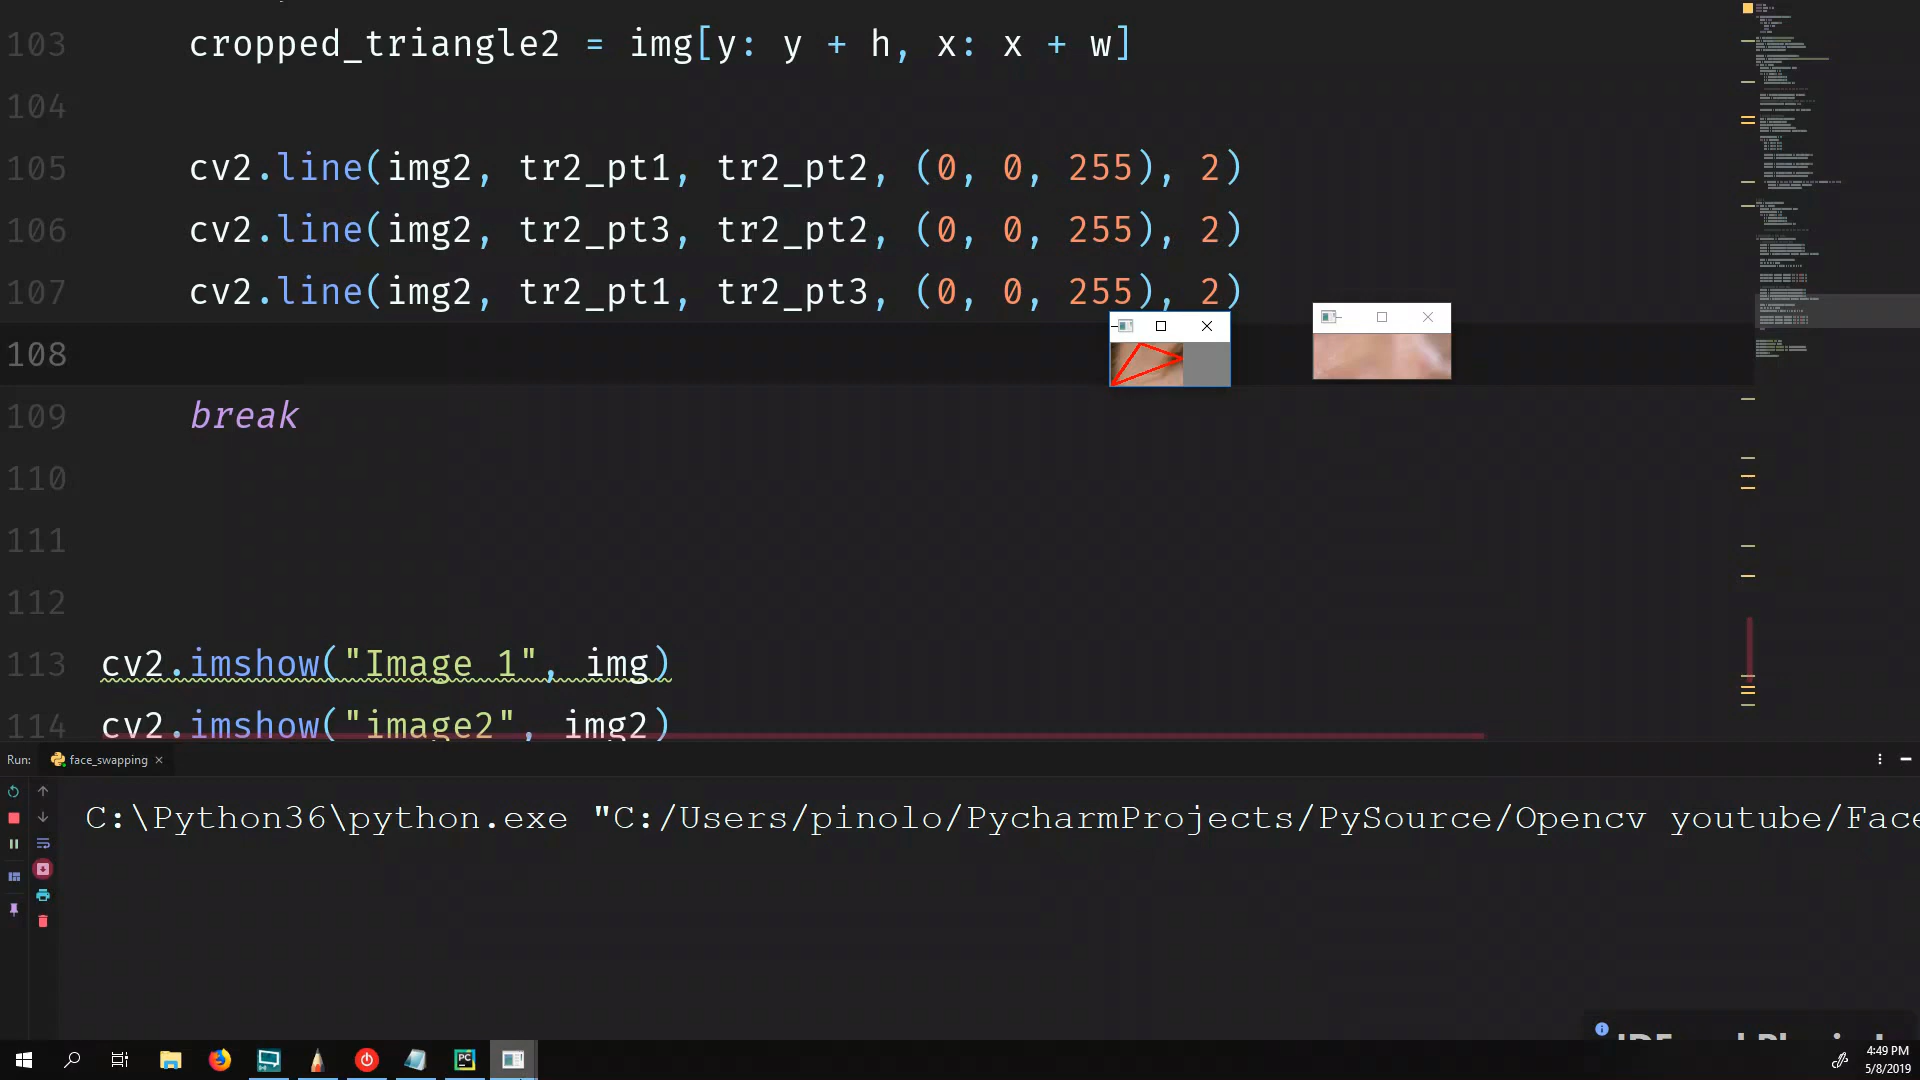 103 cropped_triangle2 = img[y: y + h, x: x + w]
104
105 cv2.line(img2, tr2_pt1, tr2_pt2, (0, 0, 255), 2)
106 cv2.line(img2, tr2_pt3, tr2_pt2, (0, 0, 255), 2)
107 cv2.line(img2, tr2_pt1, tr2_pt3, (0, 0, 255), 2)
108
109 break
110
111
112
113 cv2.imshow("Image 1", img)
114 cv2.imshow("image2", img2)
Run: face_swapping
C:\Python36\python.exe "C:/Users/pinolo/PycharmProjects/PySource/Opencv youtube/Face
PC
4:49 PM
5/8/2019